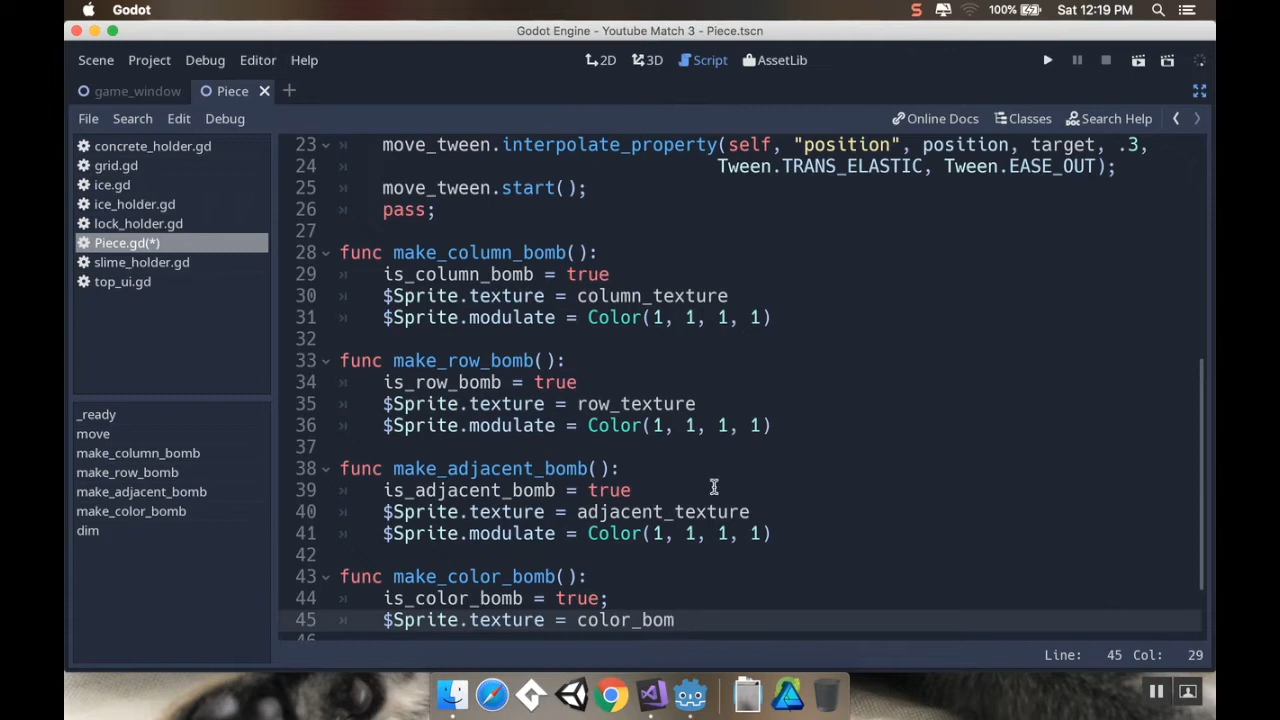 Godot
100%
Sat 12:19 PM
Godot Engine - Youtube Match 3 - Piece.tscn
Scene Project Debug Editor Help
2D 3D Script AssetLib
game_window Piece
File Search Edit Debug
Online Docs Classes Search Help
concrete_holder.gd
grid.gd
ice.gd
ice_holder.gd
lock_holder.gd
Piece.gd(*)
slime_holder.gd
top_ui.gd
_ready
move
make_column_bomb
make_row_bomb
make_adjacent_bomb
make_color_bomb
dim
23 move_tween.interpolate_property(self, "position", position, target, .3,
24 Tween.TRANS_ELASTIC, Tween.EASE_OUT);
25 move_tween.start();
26 pass;
27
28 func make_column_bomb():
29 is_column_bomb = true
30 $Sprite.texture = column_texture
31 $Sprite.modulate = Color(1, 1, 1, 1)
32
33 func make_row_bomb():
34 is_row_bomb = true
35 $Sprite.texture = row_texture
36 $Sprite.modulate = Color(1, 1, 1, 1)
37
38 func make_adjacent_bomb():
39 is_adjacent_bomb = true
40 $Sprite.texture = adjacent_texture
41 $Sprite.modulate = Color(1, 1, 1, 1)
42
43 func make_color_bomb():
44 is_color_bomb = true;
45 $Sprite.texture = color_bom
46
Line: 45 Col: 29